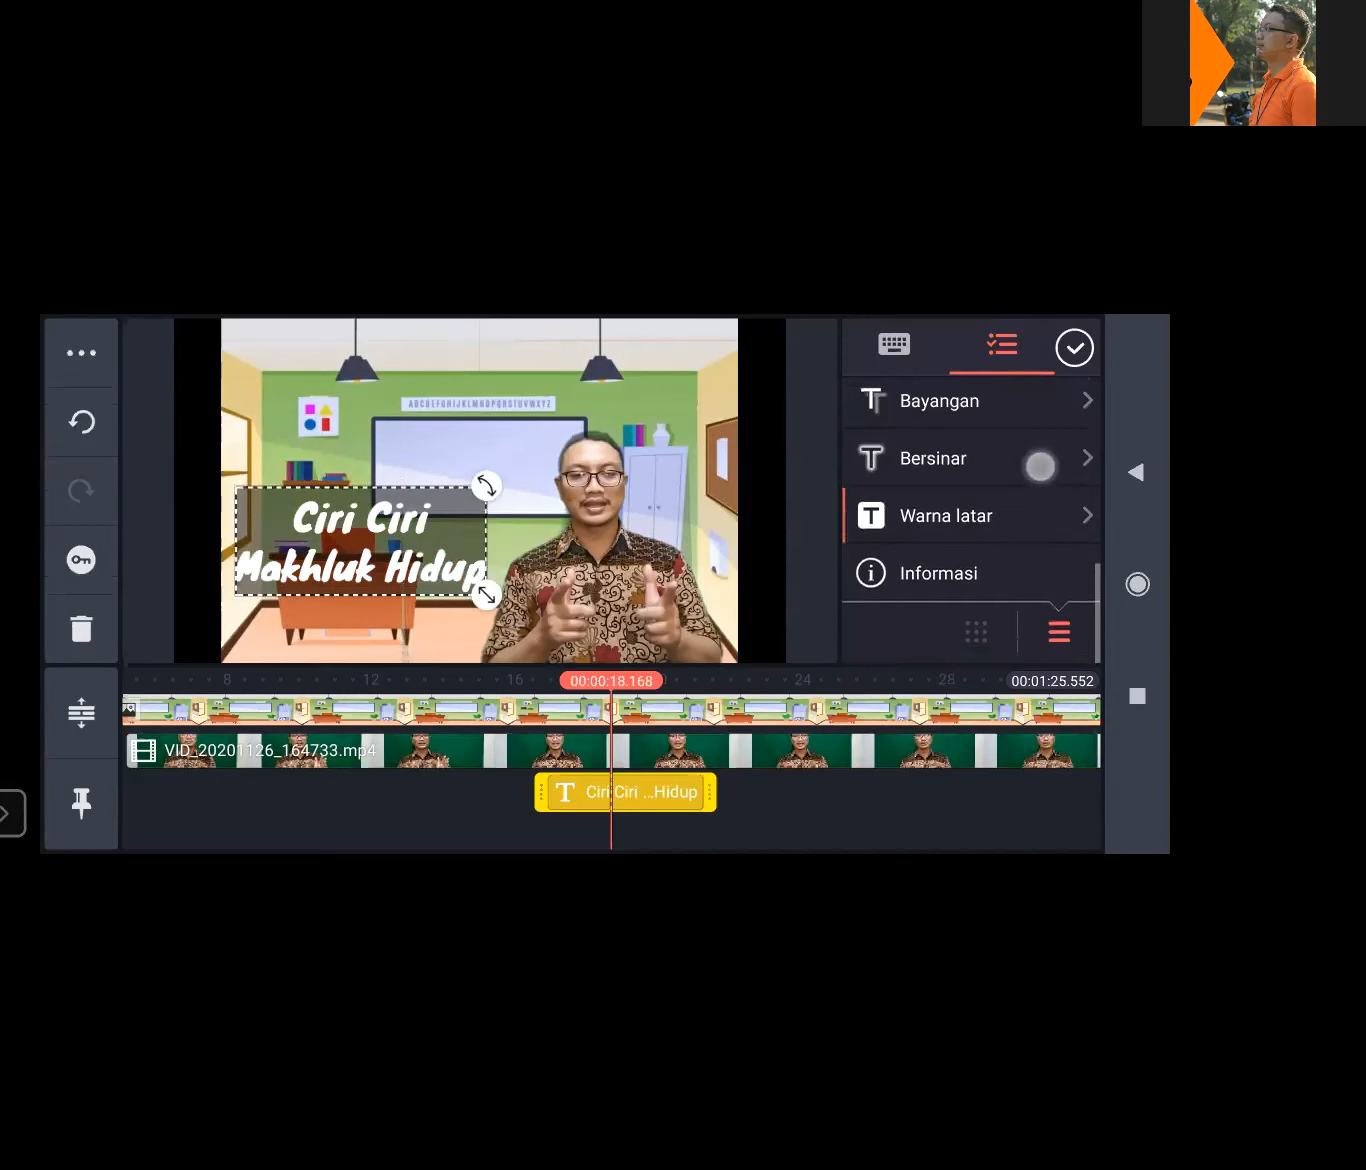 ABCDEFGHIJKLMNOPQRSTUVWXYZ
Ciri Ciri
Makhluk Hidup
Bayangan
Bersinar
Warna latar
Informasi
8
12
16
00:00:18.168
24
28
00:01:25.552
VID_20201126_164733.mp4
Ciri Ciri ...Hidup